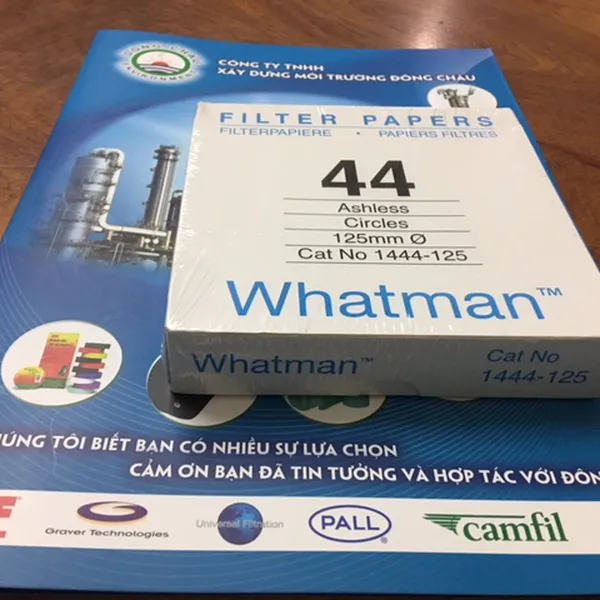 CÔNG TY TNHH
XÂY DỰNG MÔI TRƯỜNG ĐÔNG CHÂU
FILTER PAPERS
FILTERPAPIERE • PAPIERS FILTRES
44
Ashless
Circles
125mm Ø
Cat No 1444-125
Whatman™
Whatman™
Cat No
1444-125
HÚNG TÔI BIẾT BẠN CÓ NHIỀU SỰ LỰA CHỌN
CẢM ƠN BẠN ĐÃ TIN TƯỞNG VÀ HỢP TÁC VỚI ĐÔN
Graver Technologies
Universal Filtration
PALL
camfil